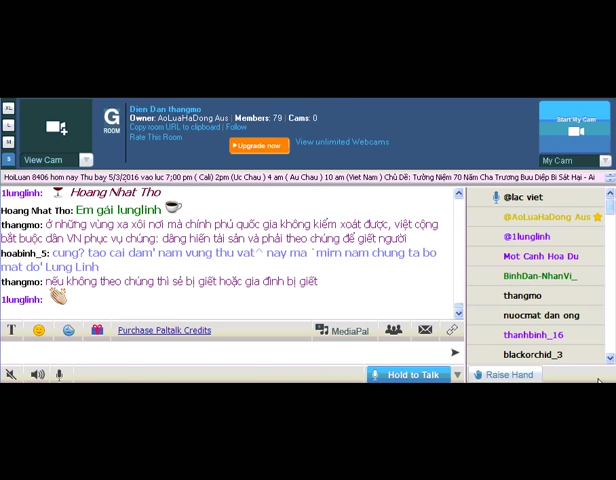 XL
L
M
S
View Cam
G
ROOM
Dien Dan thangmo
Owner: AoLuaHaDong Aus | Members: 79 | Cams: 0
Copy room URL to clipboard | Follow
Rate This Room
Upgrade now
View unlimited Webcams
Start My Cam
My Cam
HoiLuan 8406 hom nay Thu bay 5/3/2016 vao luc 7;00 pm ( Cali) 2pm (Uc Chau ) 4 am ( Au Chau ) 10 am (Viet Nam ) Chủ Đề: Tưởng Niệm 70 Năm Cha Trương Buu Diệp Bi Sát Hại - Ai
1lunglinh: Hoang Nhat Tho
Hoang Nhat Tho: Em gái lunglinh
thangmo: ở những vùng xa xôi nơi mà chính phủ quốc gia không kiểm xoát được, việt cộng
bắt buộc dân VN phục vụ chúng: dâng hiến tài sản và phải theo chúng để giết người
hoabinh_5: cung? tao cai dam' nam vung thu vat^ nay ma `mirn nam chung ta bo
mat do' Lung Linh
thangmo: nếu không theo chúng thì sẽ bị giết hoặc gia đình bị giết
1lunglinh:
T
Purchase Paltalk Credits
MediaPal
Hold to Talk
@lac viet
@AoLuaHaDong Aus
@1lunglinh
Mot Canh Hoa Du
BinhDan-NhanVi_
thangmo
nuocmat dan ong
thanhbinh_16
blackorchid_3
Raise Hand